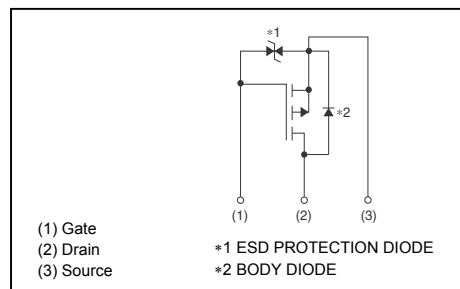 *1
*2
(1) (2) (3)
(1) Gate
(2) Drain
(3) Source
*1 ESD PROTECTION DIODE
*2 BODY DIODE